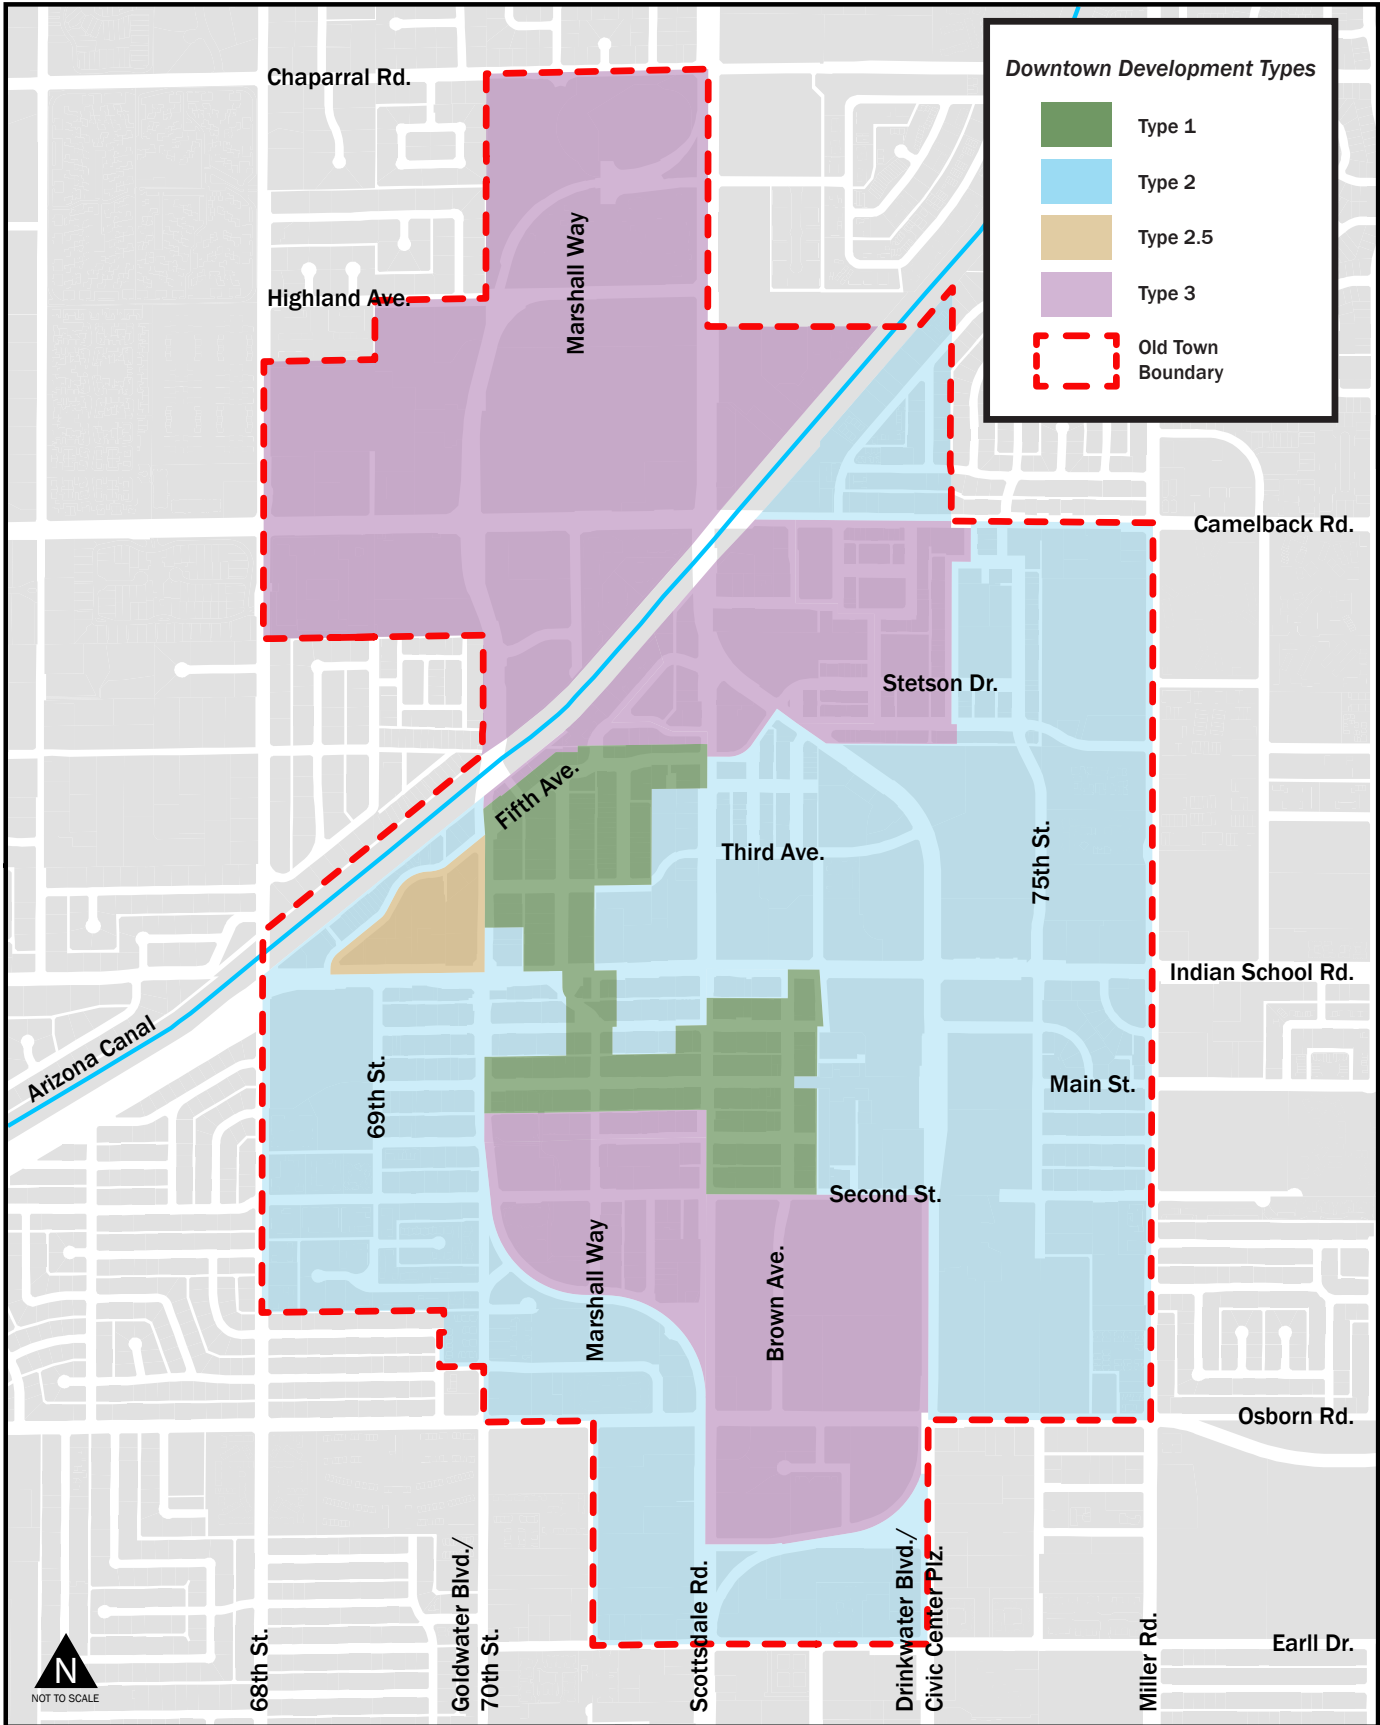 Downtown Development Types
Type 1
Type 2
Type 2.5
Type 3
Old Town
Boundary
Chaparral Rd.
Marshall Way
Highland Ave.
Camelback Rd.
Stetson Dr.
Fifth Ave.
Third Ave.
75th St.
Indian School Rd.
Arizona Canal
69th St.
Main St.
Second St.
Marshall Way
Brown Ave.
Osborn Rd.
Earll Dr.
68th St.
Goldwater Blvd./
70th St.
Scottsdale Rd.
Drinkwater Blvd./
Civic Center Plz.
Miller Rd.
N
NOT TO SCALE